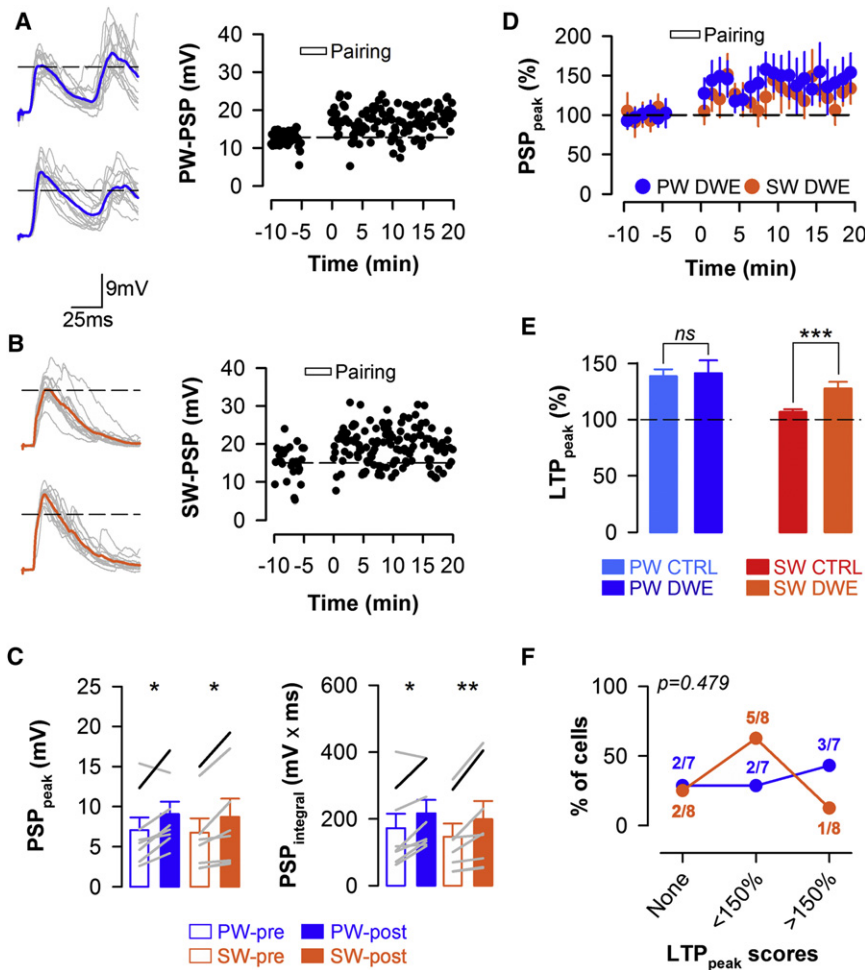 A
9mV
25ms
PW-PSP (mV)
40
30
20
10
0
Pairing
-10 -5 0 5 10 15 20
Time (min)
D
PSPpeak (%)
200
150
100
50
0
Pairing
PW DWE SW DWE
-10 -5 0 5 10 15 20
Time (min)
B
SW-PSP (mV)
40
30
20
10
0
Pairing
-10 -5 0 5 10 15 20
Time (min)
E
LTPpeak (%)
150
100
50
0
ns
***
PW CTRL SW CTRL
PW DWE SW DWE
C
PSPpeak (mV)
25
20
15
10
5
0
* *
PSPintegral (mV x ms)
600
400
200
0
* **
PW-pre PW-post
SW-pre SW-post
F
% of cells
100
50
0
p=0.479
2/7
2/8
5/8
2/7
3/7
1/8
None <150% >150%
LTPpeak scores